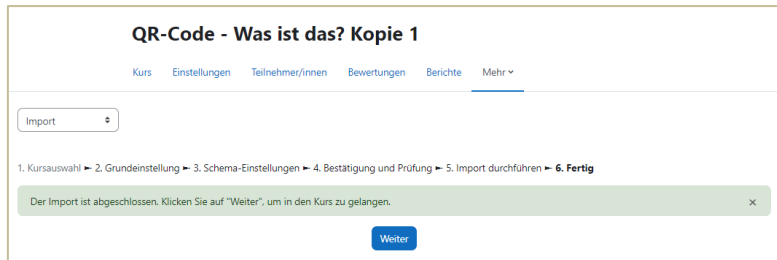 QR-Code - Was ist das? Kopie 1
Kurs Einstellungen Teilnehmer/innen Bewertungen Berichte Mehr
Import
1. Kursauswahl ► 2. Grundeinstellung ► 3. Schema-Einstellungen ► 4. Bestätigung und Prüfung ► 5. Import durchführen ► 6. Fertig
Der Import ist abgeschlossen. Klicken Sie auf "Weiter", um in den Kurs zu gelangen. ×
Weiter